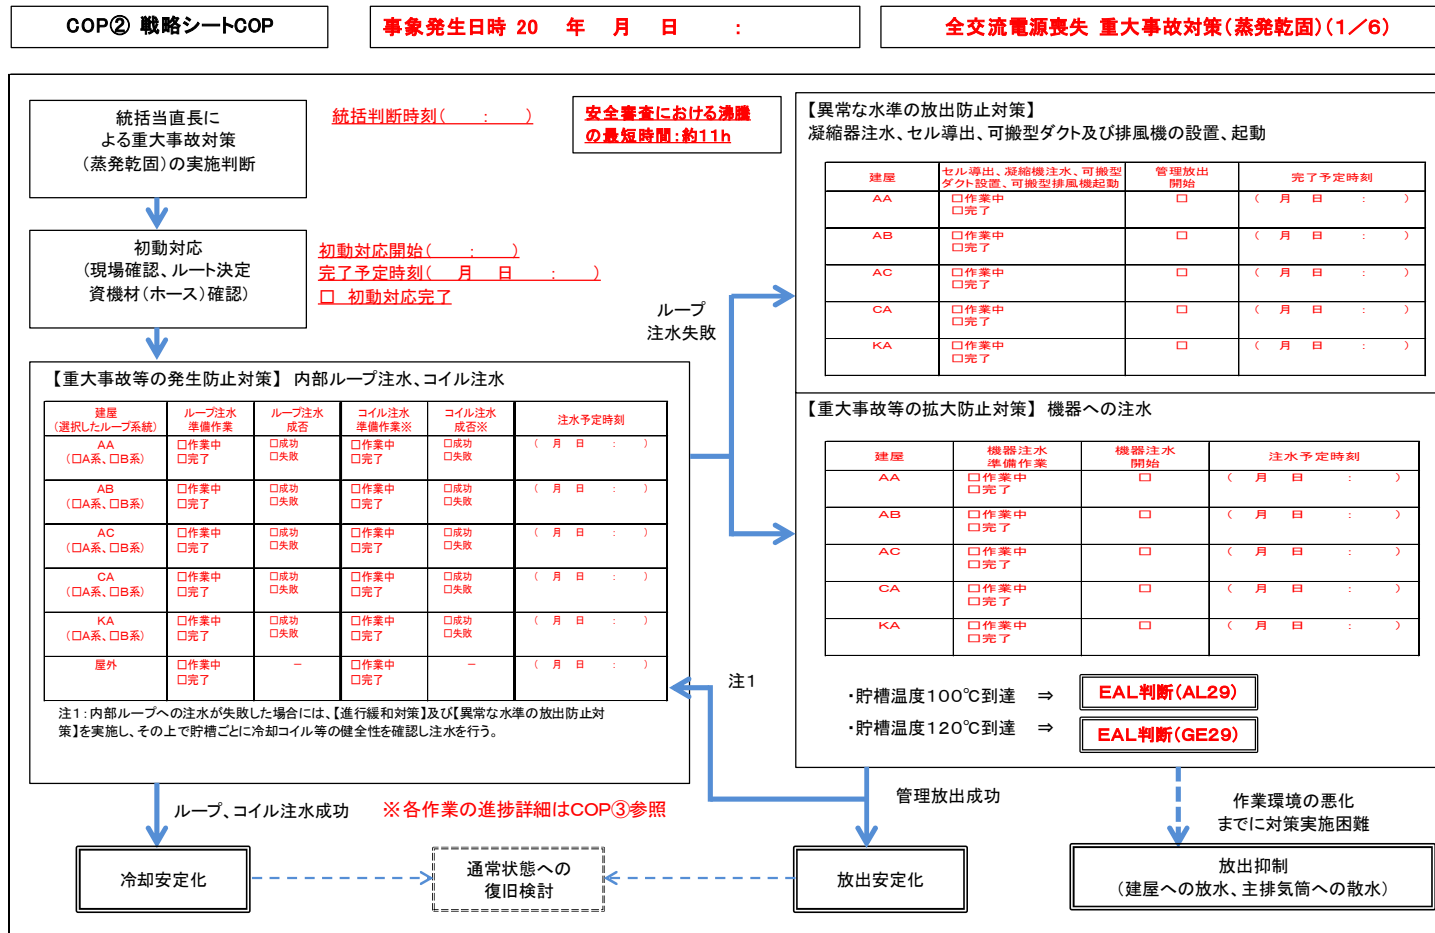 COP② 戦略シートCOP
事象発生日時 20　年　月　日　：
全交流電源喪失 重大事故対策(蒸発乾固)(1／6)
統括当直長に
よる重大事故対策
(蒸発乾固)の実施判断
統括判断時刻(　：　)
安全審査における沸騰
の最短時間:約11h
初動対応
(現場確認、ルート決定
資機材(ホース)確認)
初動対応開始(　：　)
完了予定時刻(　月　日　：　)
□ 初動対応完了
ループ
注水失敗
【重大事故等の発生防止対策】 内部ループ注水、コイル注水
建屋
(選択したループ系統)
ループ注水
準備作業
ループ注水
成否
コイル注水
準備作業※
コイル注水
成否※
注水予定時刻
AA
(□A系、□B系)
□作業中
□完了
□成功
□失敗
□作業中
□完了
□成功
□失敗
(　月　日　：　)
AB
(□A系、□B系)
□作業中
□完了
□成功
□失敗
□作業中
□完了
□成功
□失敗
(　月　日　：　)
AC
(□A系、□B系)
□作業中
□完了
□成功
□失敗
□作業中
□完了
□成功
□失敗
(　月　日　：　)
CA
(□A系、□B系)
□作業中
□完了
□成功
□失敗
□作業中
□完了
□成功
□失敗
(　月　日　：　)
KA
(□A系、□B系)
□作業中
□完了
□成功
□失敗
□作業中
□完了
□成功
□失敗
(　月　日　：　)
屋外
□作業中
□完了
－
□作業中
□完了
－
(　月　日　：　)
注1:内部ループへの注水が失敗した場合には、【進行緩和対策】及び【異常な水準の放出防止対
策】を実施し、その上で貯槽ごとに冷却コイル等の健全性を確認し注水を行う。
【異常な水準の放出防止対策】
凝縮器注水、セル導出、可搬型ダクト及び排風機の設置、起動
建屋
セル導出、凝縮機注水、可搬型
ダクト設置、可搬型排風機起動
管理放出
開始
完了予定時刻
AA
□作業中
□完了
□
(　月　日　：　)
AB
□作業中
□完了
□
(　月　日　：　)
AC
□作業中
□完了
□
(　月　日　：　)
CA
□作業中
□完了
□
(　月　日　：　)
KA
□作業中
□完了
□
(　月　日　：　)
【重大事故等の拡大防止対策】 機器への注水
建屋
機器注水
準備作業
機器注水
開始
注水予定時刻
AA
□作業中
□完了
□
(　月　日　：　)
AB
□作業中
□完了
□
(　月　日　：　)
AC
□作業中
□完了
□
(　月　日　：　)
CA
□作業中
□完了
□
(　月　日　：　)
KA
□作業中
□完了
□
(　月　日　：　)
・貯槽温度100℃到達　⇒　EAL判断(AL29)
・貯槽温度120℃到達　⇒　EAL判断(GE29)
注1
ループ、コイル注水成功
※各作業の進捗詳細はCOP③参照
管理放出成功
作業環境の悪化
までに対策実施困難
冷却安定化
通常状態への
復旧検討
放出安定化
放出抑制
(建屋への放水、主排気筒への散水)